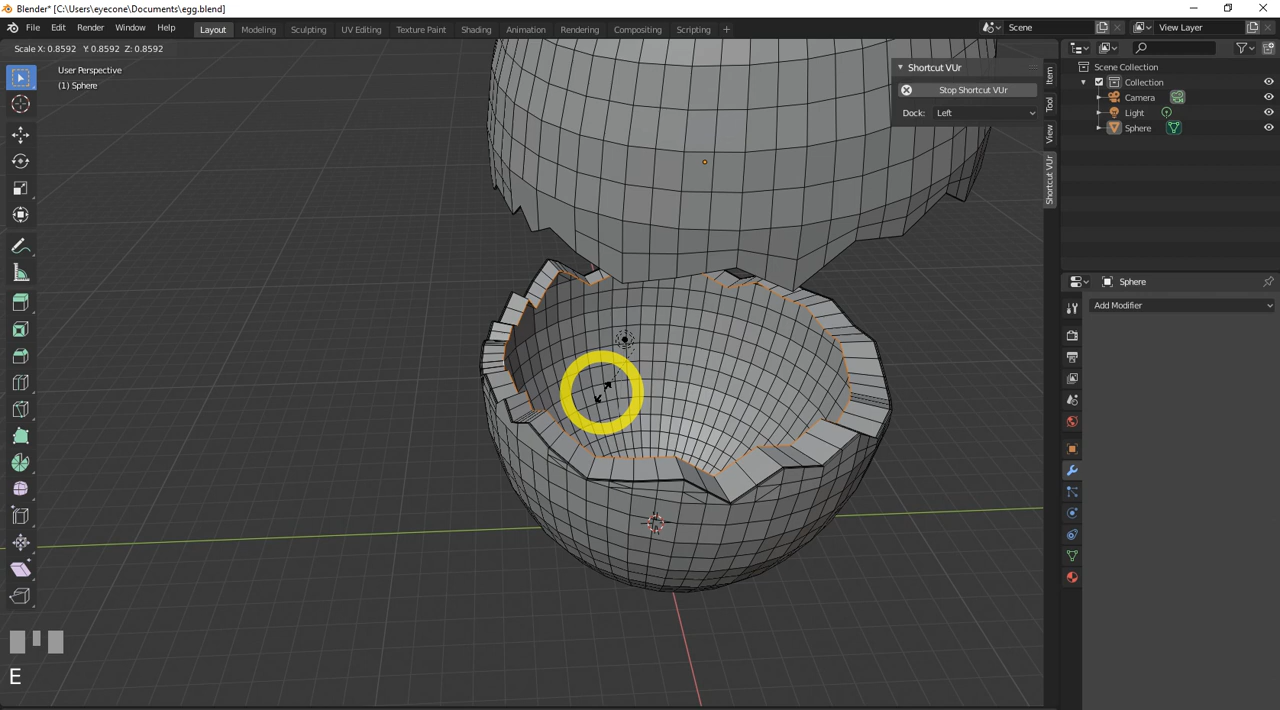 Blender* [C:\Users\eyecone\Documents\egg.blend]
File Edit Render Window Help Layout Modeling Sculpting UV Editing Texture Paint Shading Animation Rendering Compositing Scripting + Scene View Layer
Scale X: 0.8592 Y: 0.8592 Z: 0.8592
User Perspective
(1) Sphere
Shortcut VUr
Stop Shortcut VUr
Dock: Left
Item
Tool
View
Shortcut VUr
Scene Collection
Collection
Camera
Light
Sphere
Sphere
Add Modifier
E